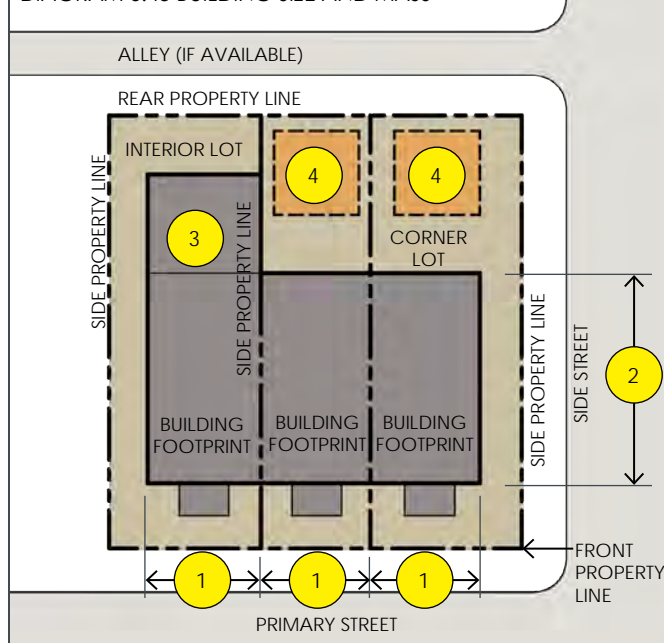 ALLEY (IF AVAILABLE)
REAR PROPERTY LINE
INTERIOR LOT
4
4
3
CORNER
LOT
SIDE PROPERTY LINE
SIDE PROPERTY LINE
SIDE PROPERTY LINE
SIDE STREET
2
BUILDING
FOOTPRINT
BUILDING
FOOTPRINT
BUILDING
FOOTPRINT
FRONT
PROPERTY
LINE
1
1
1
PRIMARY STREET